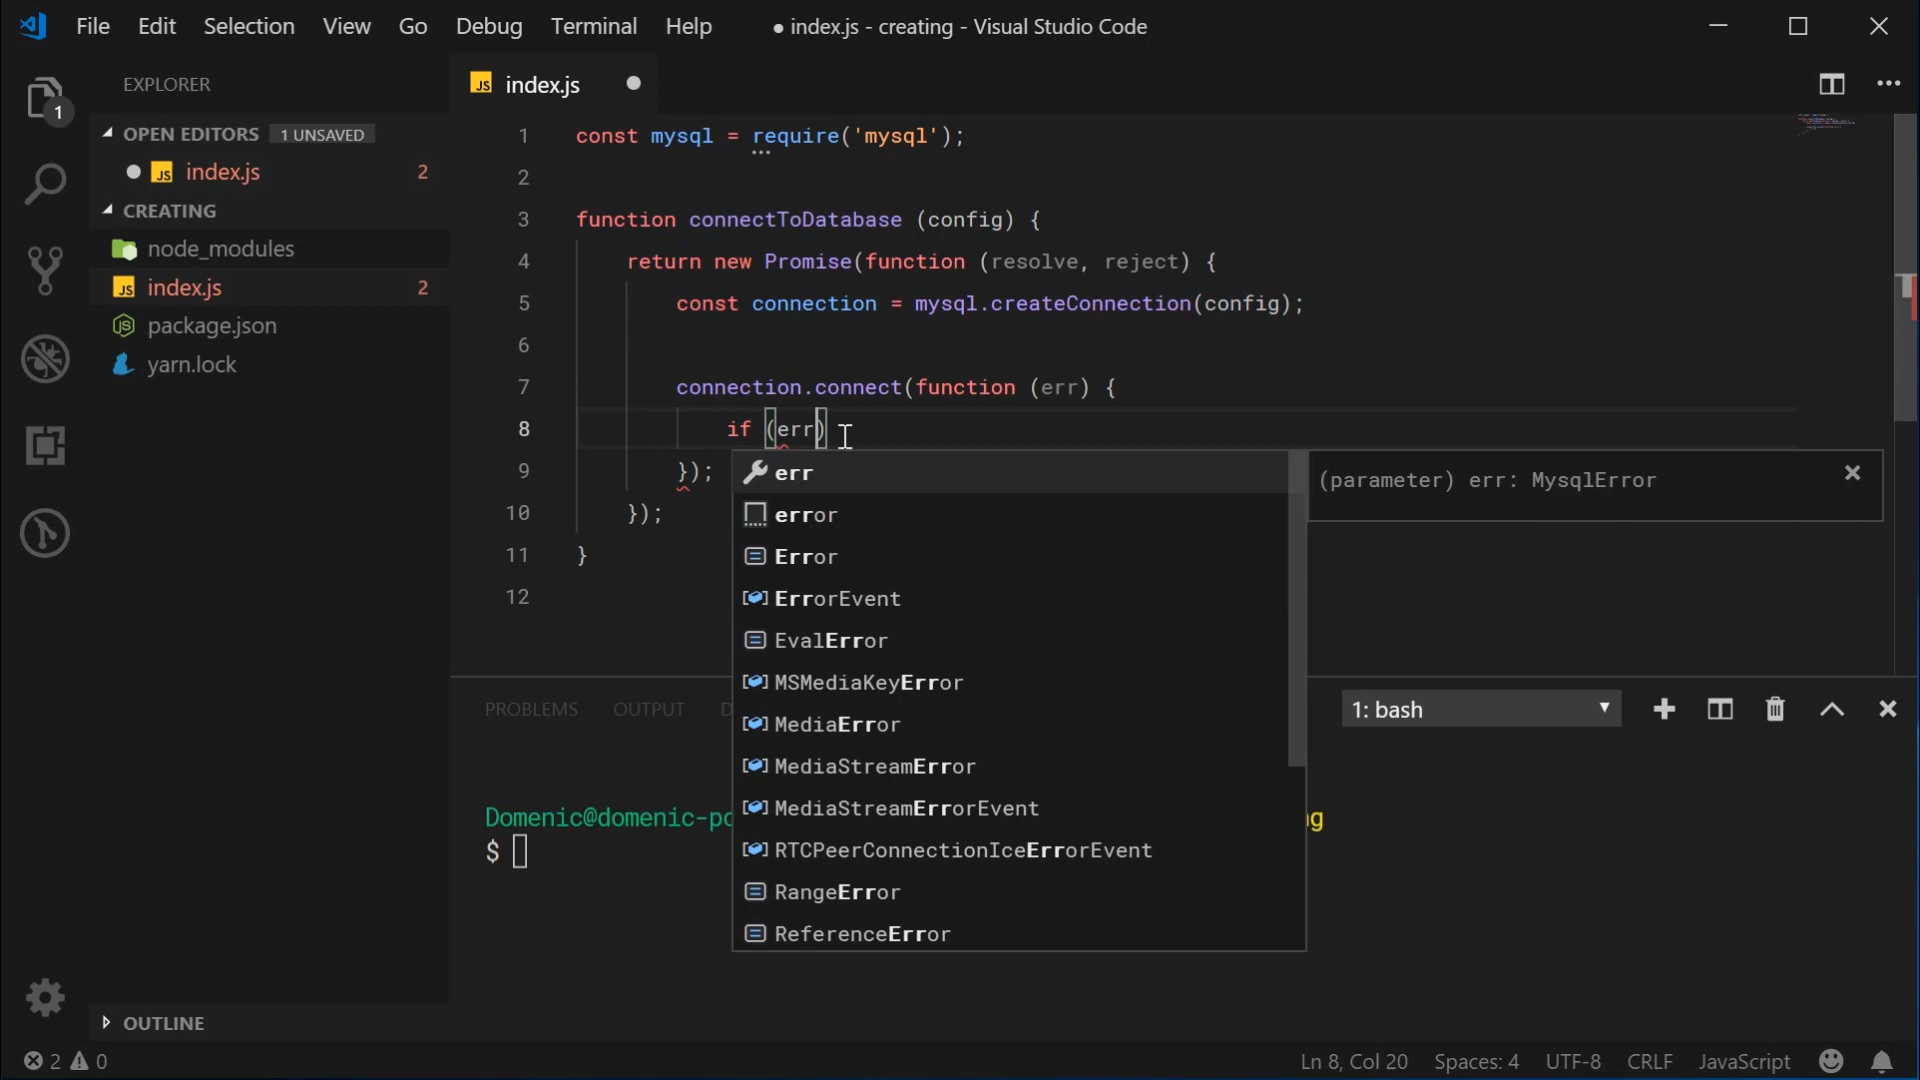 File Edit Selection View Go Debug Terminal Help ● index.js - creating - Visual Studio Code
EXPLORER
OPEN EDITORS 1 UNSAVED
index.js 2
CREATING
node_modules
index.js 2
package.json
yarn.lock
OUTLINE
1
JS index.js
1 const mysql = require('mysql');
2
3 function connectToDatabase (config) {
4 return new Promise(function (resolve, reject) {
5 const connection = mysql.createConnection(config);
6
7 connection.connect(function (err) {
8 if (err)
9 });
10 });
11 }
12
err
error
Error
ErrorEvent
EvalError
MSMediaKeyError
MediaError
MediaStreamError
MediaStreamErrorEvent
RTCPeerConnectionIceErrorEvent
RangeError
ReferenceError
(parameter) err: MysqlError
PROBLEMS OUTPUT D
1: bash
Domenic@domenic-pc ng
$
2 0
Ln 8, Col 20 Spaces: 4 UTF-8 CRLF JavaScript